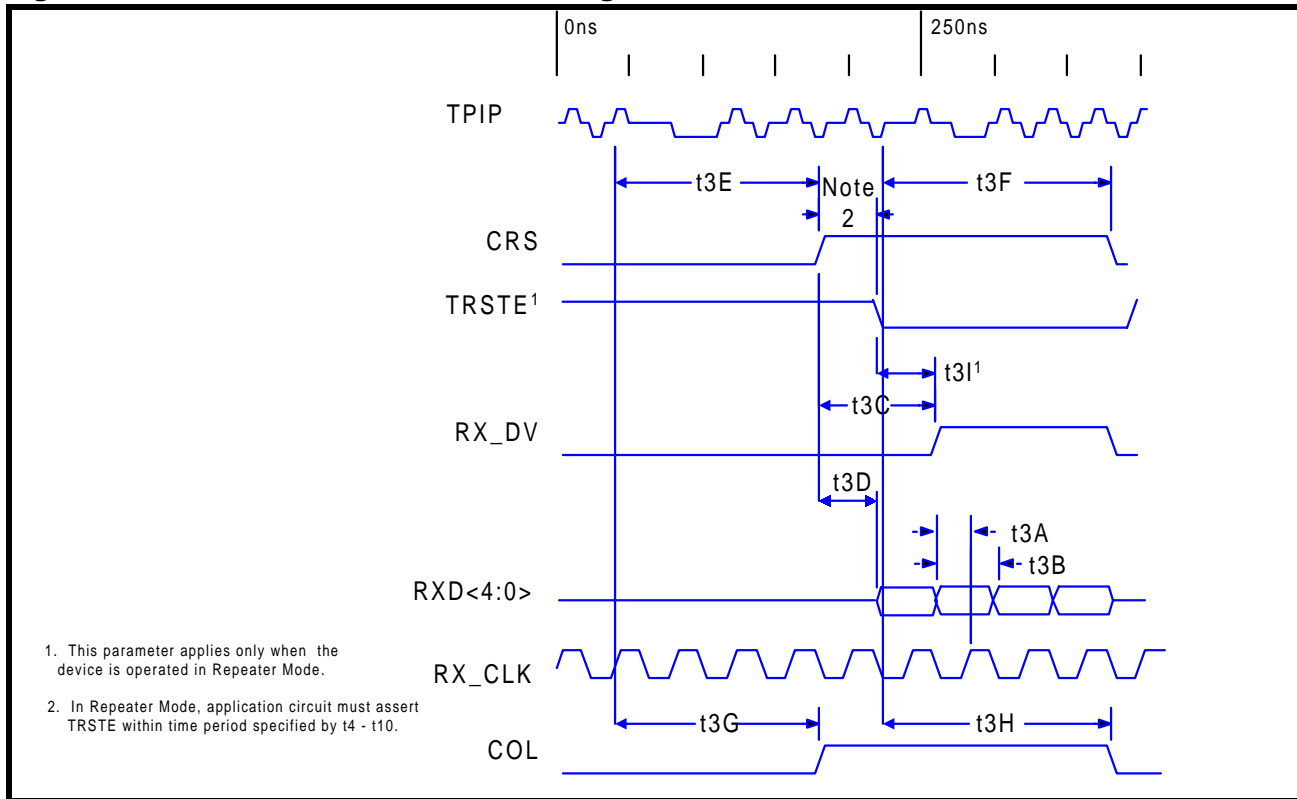 0ns
250ns
TPIP
t3E
Note
2
t3F
CRS
TRSTE1
t3I1
t3C
RX_DV
t3D
t3A
t3B
RXD<4:0>
1. This parameter applies only when the
device is operated in Repeater Mode.
RX_CLK
2. In Repeater Mode, application circuit must assert
TRSTE within time period specified by t4 - t10.
t3G
t3H
COL